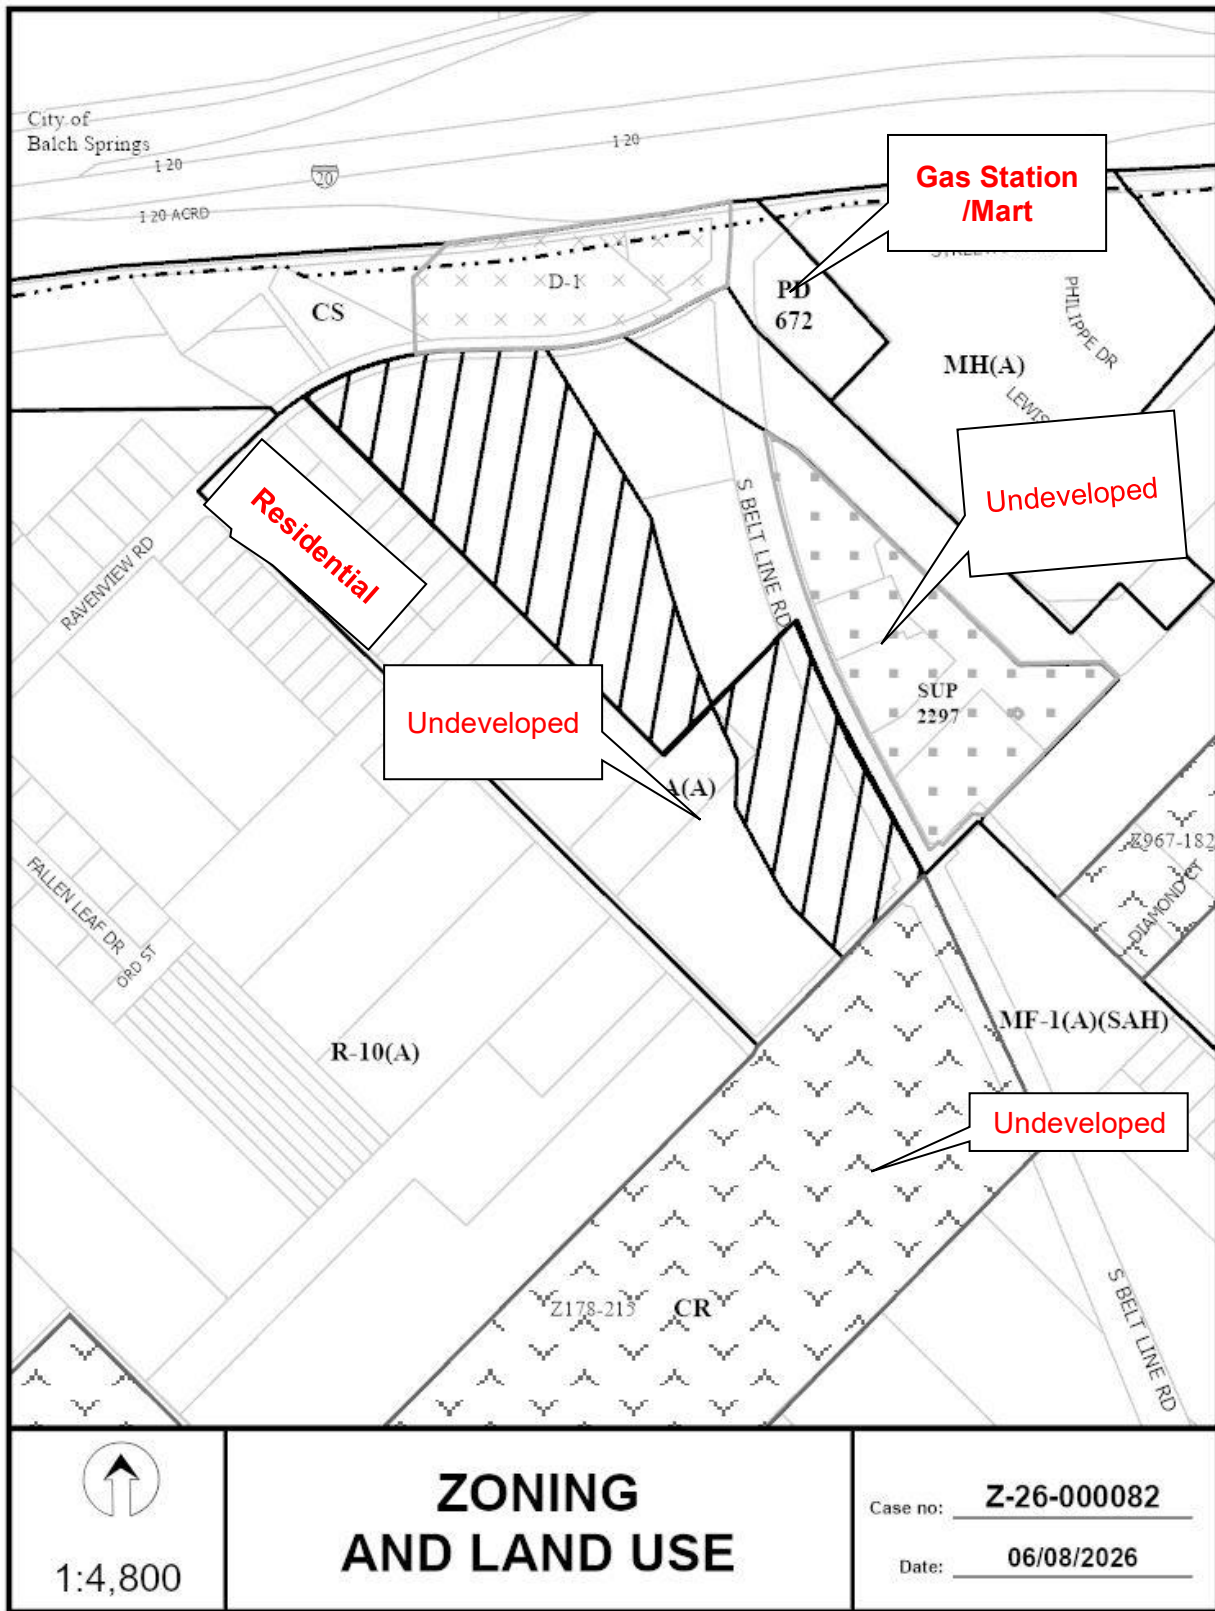 City of
Balch Springs
I 20
20
I 20
I 20 ACRD
Gas Station
/Mart
D-1
CS
PD
672
PHILIPPE DR
MH(A)
LEWIS
Undeveloped
S BELT LINE RD
Residential
RAVENVIEW RD
SUP
2297
Undeveloped
A(A)
Z967-182
DIAMOND CT
FALLEN LEAF DR
ORD ST
MF-1(A)(SAH)
R-10(A)
Undeveloped
Z178-215
CR
S BELT LINE RD
1:4,800
ZONING
AND LAND USE
Case no: Z-26-000082
Date: 06/08/2026